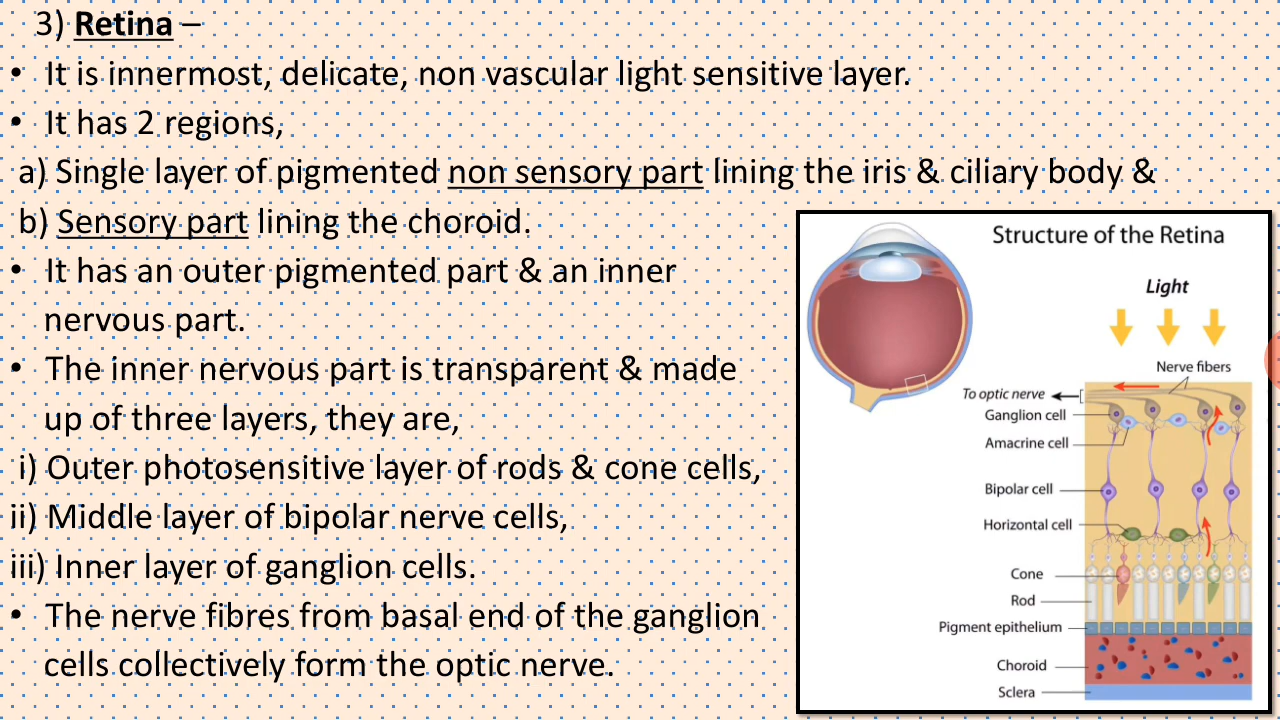 3) Retina –
• It is innermost, delicate, non vascular light sensitive layer.
• It has 2 regions,
a) Single layer of pigmented non sensory part lining the iris & ciliary body &
b) Sensory part lining the choroid.
• It has an outer pigmented part & an inner
nervous part.
• The inner nervous part is transparent & made
up of three layers, they are,
i) Outer photosensitive layer of rods & cone cells,
ii) Middle layer of bipolar nerve cells,
iii) Inner layer of ganglion cells.
• The nerve fibres from basal end of the ganglion
cells collectively form the optic nerve.
Structure of the Retina
Light
Nerve fibers
To optic nerve
Ganglion cell
Amacrine cell
Bipolar cell
Horizontal cell
Cone
Rod
Pigment epithelium
Choroid
Sclera